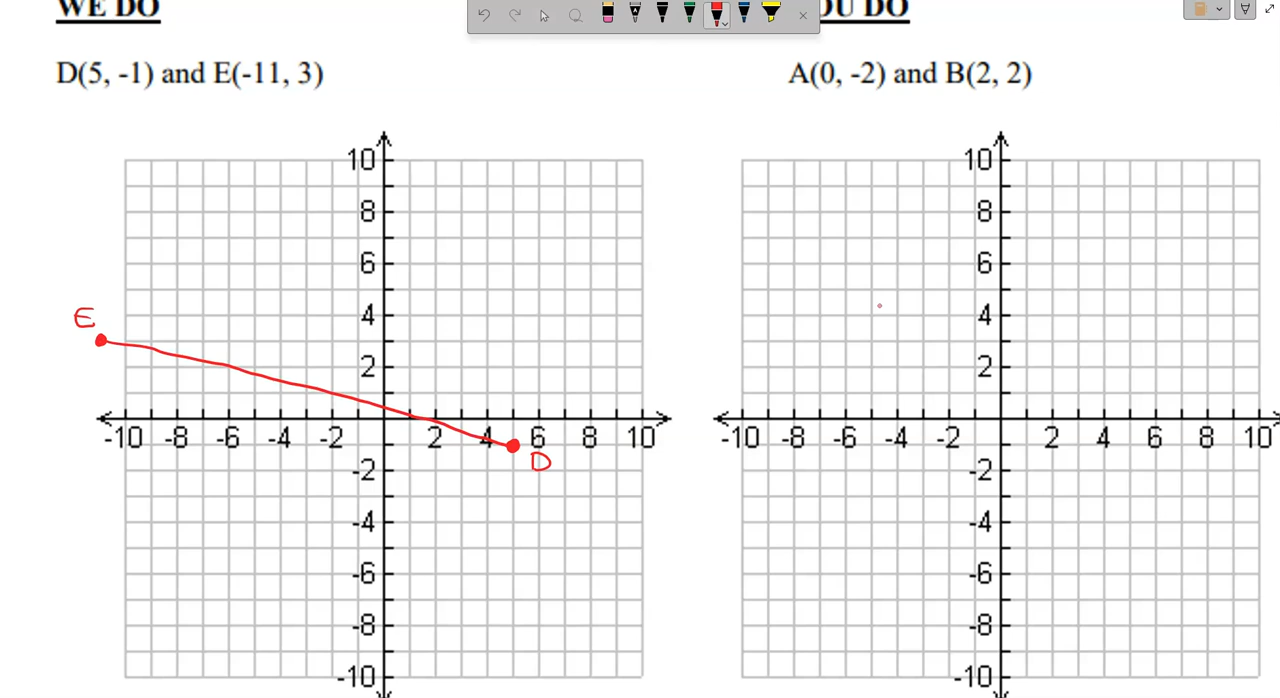 WE DO
OU DO
D(5, -1) and E(-11, 3)
A(0, -2) and B(2, 2)
10
8
6
E
4
2
-10 -8 -6 -4 -2 2 4 6 8 10
D
-2
-4
-6
-8
-10
10
8
6
4
2
-10 -8 -6 -4 -2 2 4 6 8 10
-2
-4
-6
-8
-10